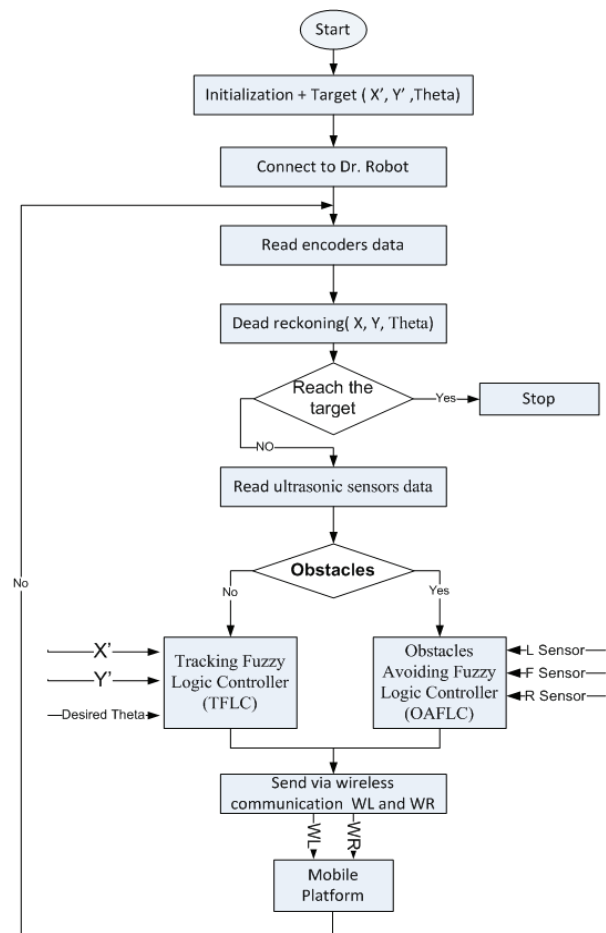 Start
Initialization + Target ( X’, Y’ ,Theta)
Connect to Dr. Robot
Read encoders data
Dead reckoning( X, Y, Theta)
Reach the
target
Yes
Stop
NO
Read ultrasonic sensors data
Obstacles
No
No
Yes
X’
Y’
Desired Theta
Tracking Fuzzy
Logic Controller
(TFLC)
Obstacles
Avoiding Fuzzy
Logic Controller
(OAFLC)
L Sensor
F Sensor
R Sensor
Send via wireless
communication WL and WR
WL
WR
Mobile
Platform